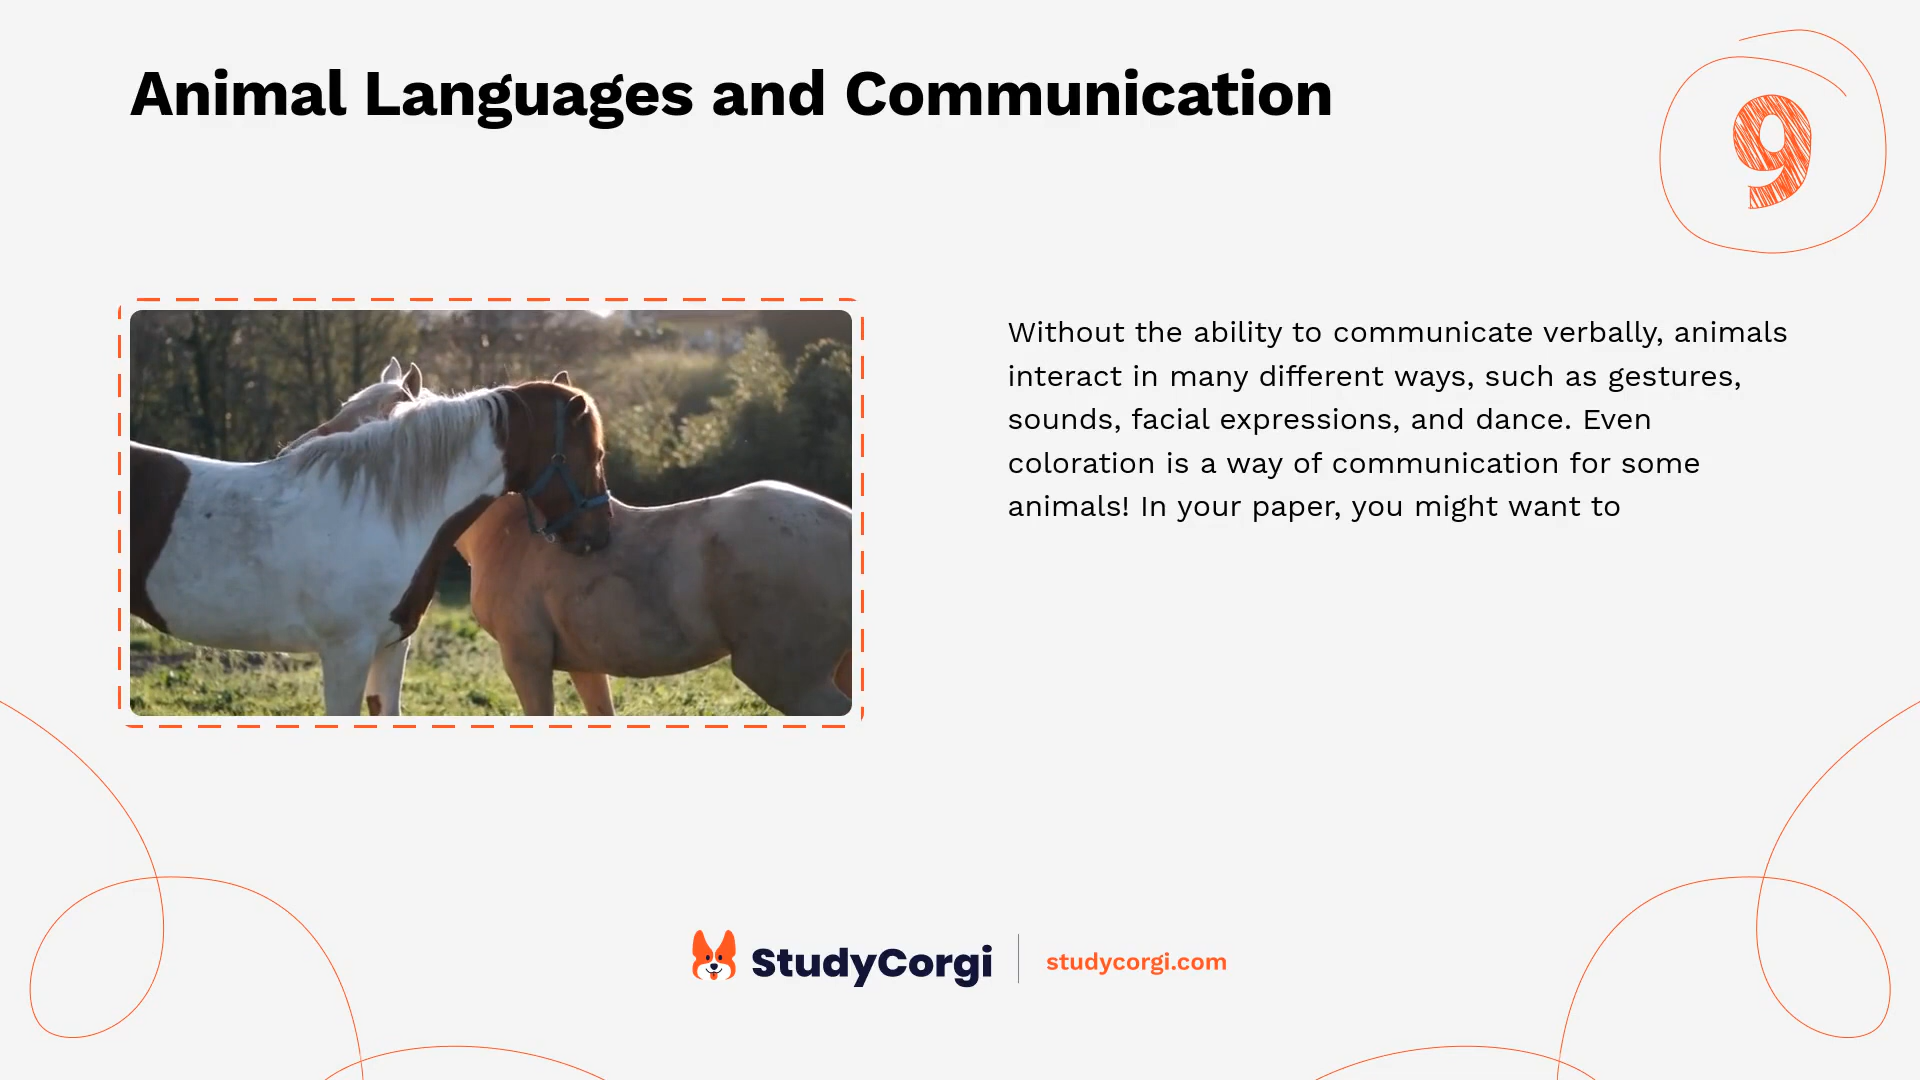 Animal Languages and Communication
9
Without the ability to communicate verbally, animals
interact in many different ways, such as gestures,
sounds, facial expressions, and dance. Even
coloration is a way of communication for some
animals! In your paper, you might want to
StudyCorgi
studycorgi.com